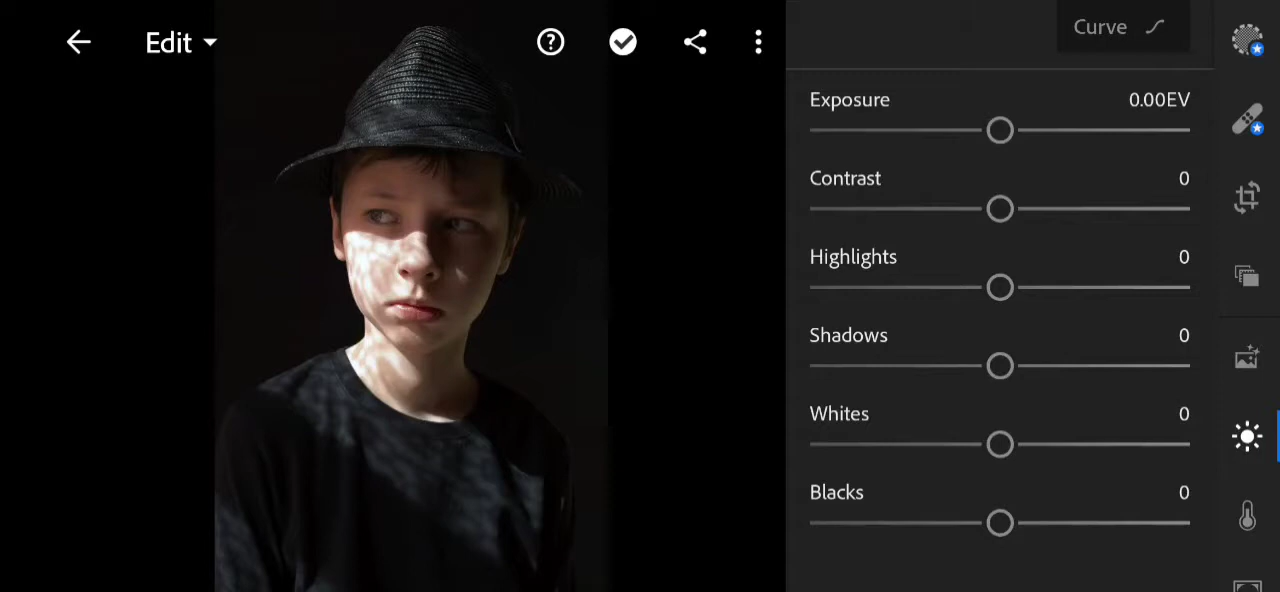 Edit
Curve
Exposure 0.00EV
Contrast 0
Highlights 0
Shadows 0
Whites 0
Blacks 0